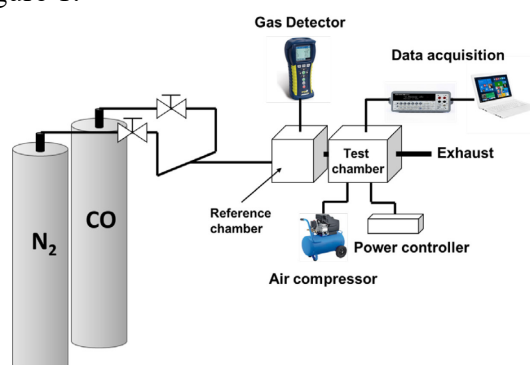 Gas Detector
Data acquisition
Test
chamber
Exhaust
Reference
chamber
Power controller
Air compressor
CO
N₂